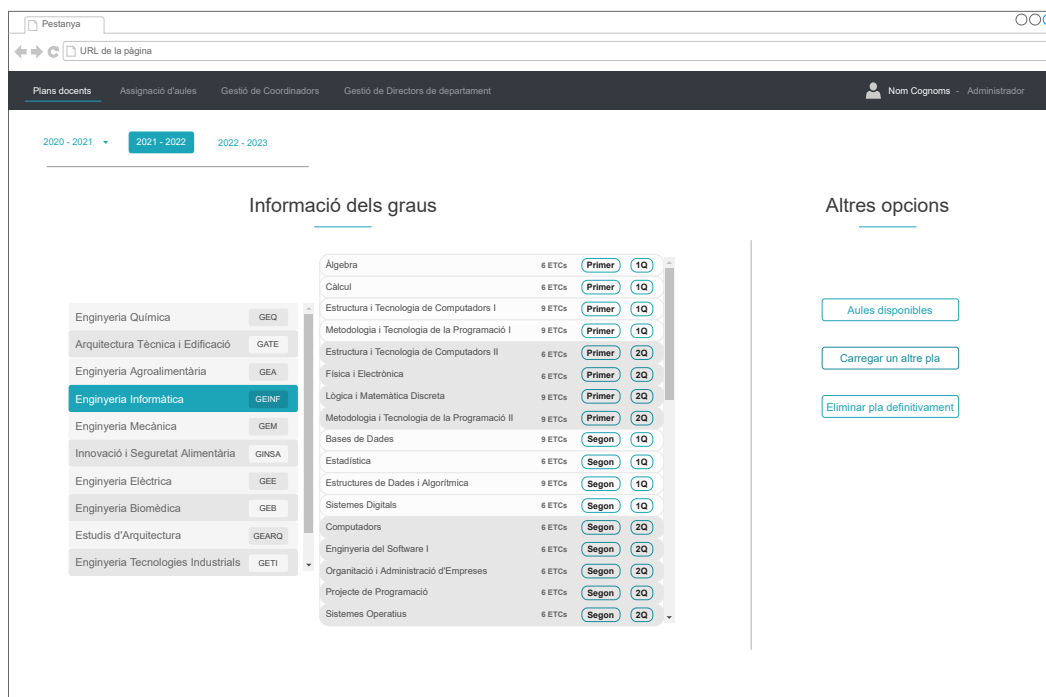 Pestanya
URL de la pàgina
Plans docents Assignació d'aules Gestió de Coordinadors Gestió de Directors de departament Nom Cognoms - Administrador
2020 - 2021 2021 - 2022 2022 - 2023
Informació dels graus
Altres opcions
Enginyeria Química GEQ
Arquitectura Tècnica i Edificació GATE
Enginyeria Agroalimentària GEA
Enginyeria Informàtica GEINF
Enginyeria Mecànica GEM
Innovació i Seguretat Alimentària GINSA
Enginyeria Elèctrica GEE
Enginyeria Biomèdica GEB
Estudis d'Arquitectura GEARQ
Enginyeria Tecnologies Industrials GETI
Àlgebra 6 ETCs Primer 1Q
Càlcul 6 ETCs Primer 1Q
Estructura i Tecnologia de Computadors I 9 ETCs Primer 1Q
Metodologia i Tecnologia de la Programació I 9 ETCs Primer 1Q
Estructura i Tecnologia de Computadors II 6 ETCs Primer 2Q
Física i Electrònica 6 ETCs Primer 2Q
Lògica i Matemàtica Discreta 9 ETCs Primer 2Q
Metodologia i Tecnologia de la Programació II 9 ETCs Primer 2Q
Bases de Dades 9 ETCs Segon 1Q
Estadística 6 ETCs Segon 1Q
Estructures de Dades i Algorítmica 9 ETCs Segon 1Q
Sistemes Digitals 6 ETCs Segon 1Q
Computadors 6 ETCs Segon 2Q
Enginyeria del Software I 6 ETCs Segon 2Q
Organitació i Administració d'Empreses 6 ETCs Segon 2Q
Projecte de Programació 6 ETCs Segon 2Q
Sistemes Operatius 6 ETCs Segon 2Q
Aules disponibles
Carregar un altre pla
Eliminar pla definitivament